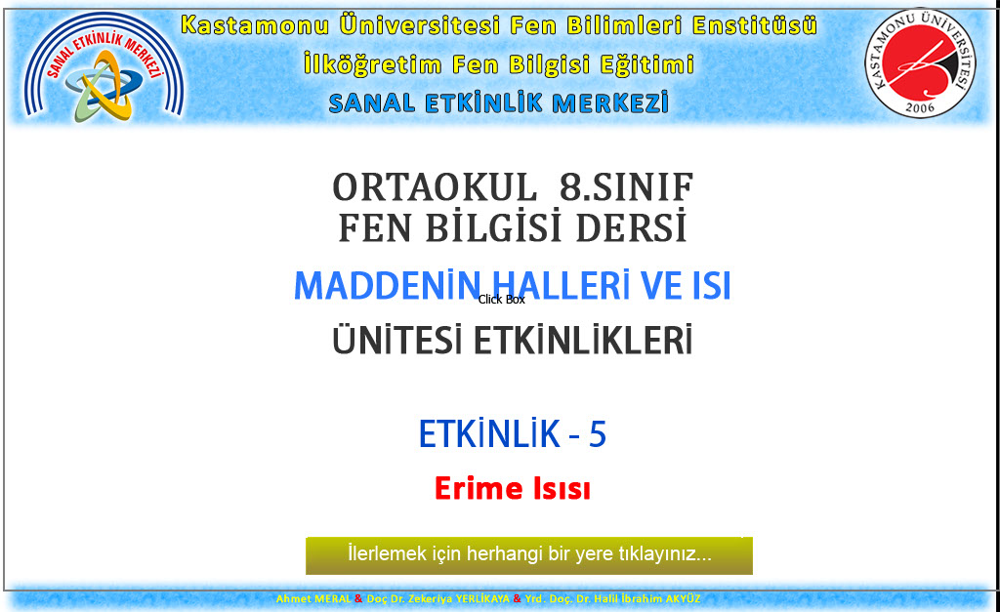 Kastamonu Üniversitesi Fen Bilimleri Enstitüsü
İlköğretim Fen Bilgisi Eğitimi
SANAL ETKİNLİK MERKEZİ
SANAL ETKİNLİK MERKEZİ
KASTAMONU ÜNİVERSİTESİ
2006
ORTAOKUL 8.SINIF
FEN BİLGİSİ DERSİ
MADDENİN HALLERİ VE ISI
Click Box
ÜNİTESİ ETKİNLİKLERİ
ETKİNLİK - 5
Erime Isısı
İlerlemek için herhangi bir yere tıklayınız...
Ahmet MERAL & Doç Dr. Zekeriya YERLİKAYA & Yrd. Doç. Dr. Halil İbrahim AKYÜZ